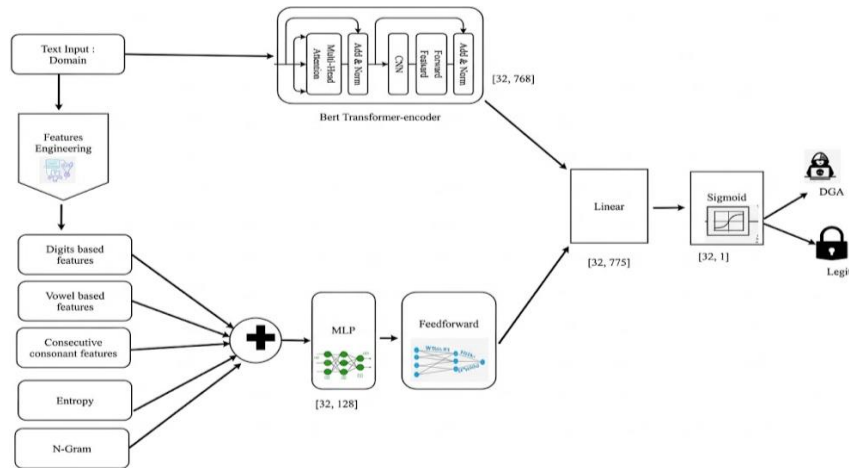 Text Input :
Domain
Multi-Head
Attention
Add & Norm
CNN
Forward
Add & Norm
[32, 768]
Bert Transformer-encoder
Features
Engineering
Linear
[32, 775]
Sigmoid
[32, 1]
DGA
Legit
Digits based
features
Vowel based
features
Consecutive
consonant features
Entropy
N-Gram
MLP
[32, 128]
Feedforward